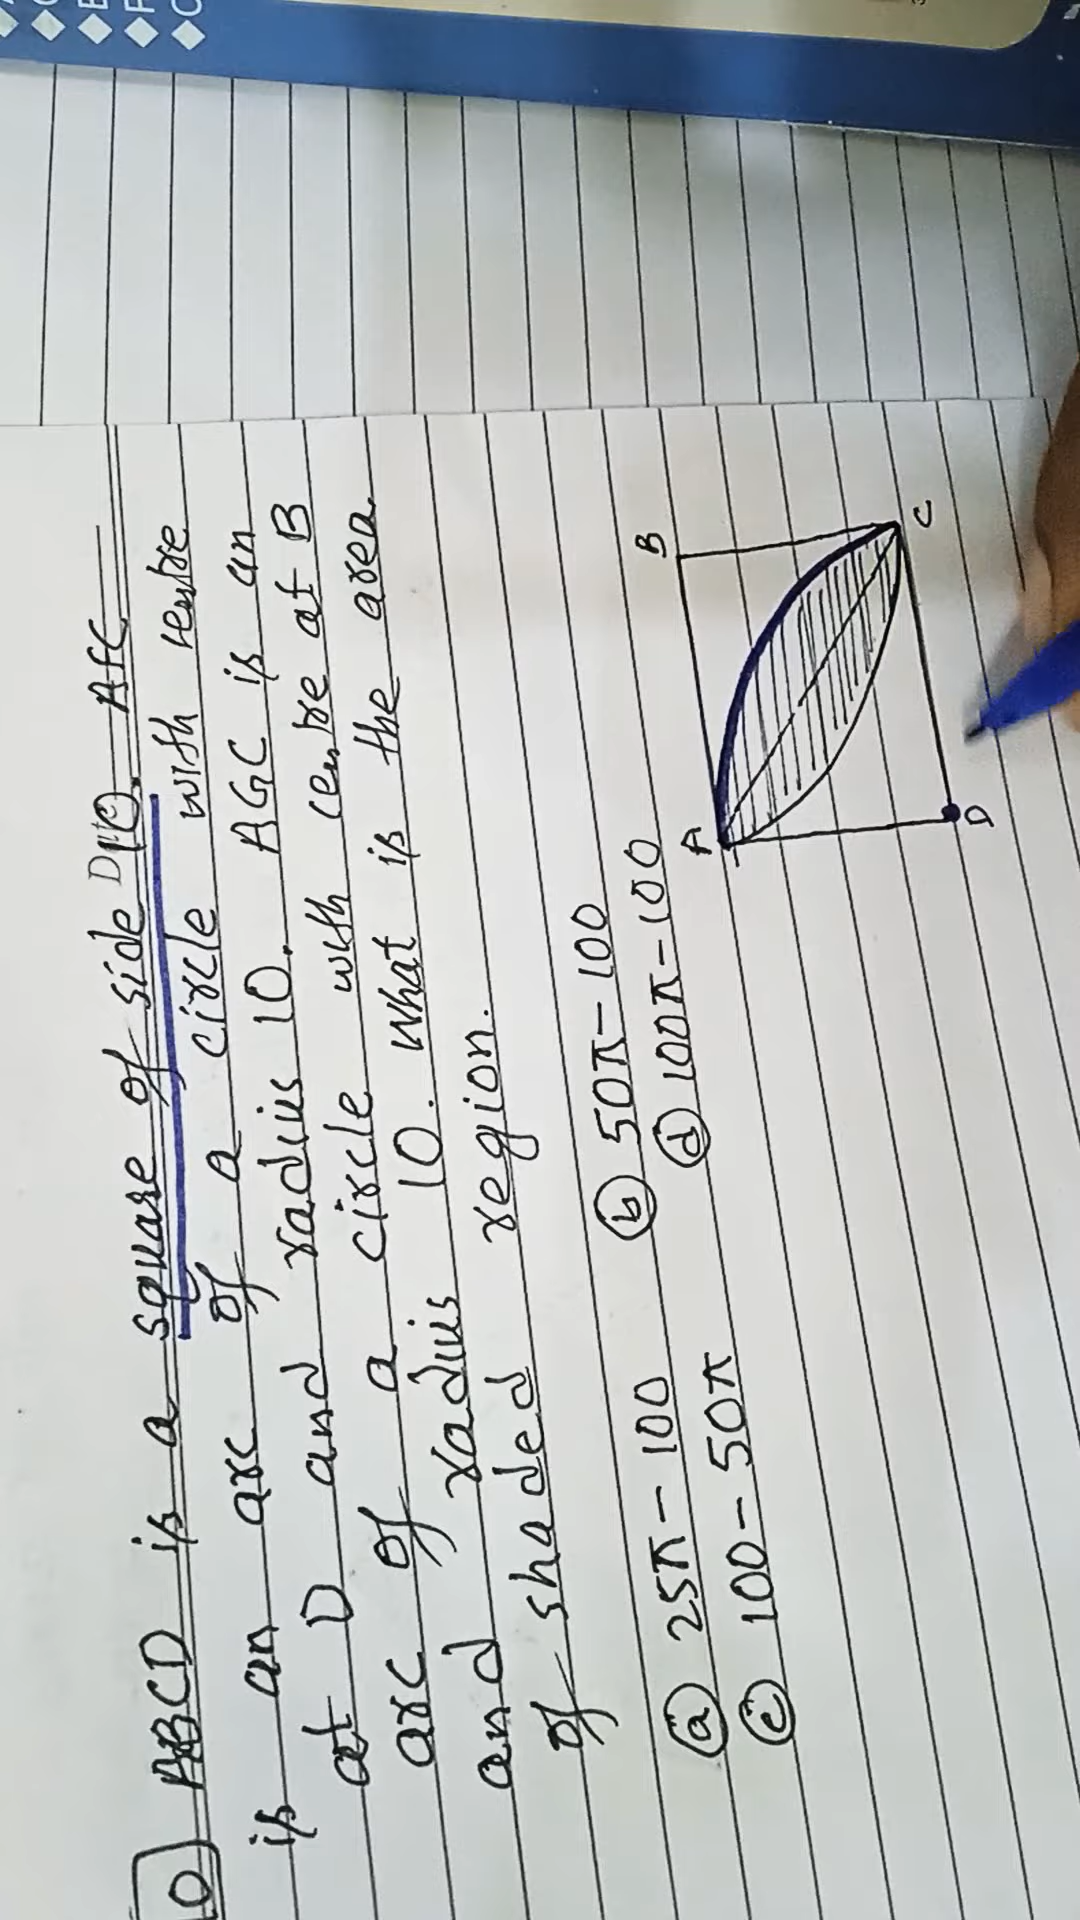 10 ABCD is a square of side AFC
is an arc of a circle with centre
at D and radius 10. AGC is an
arc of a circle with centre at B
and radius 10. what is the area
of shaded region.
(a) 25π-100 (b) 50π-100
(c) 100-50π (d) 100π-100
A B
D C